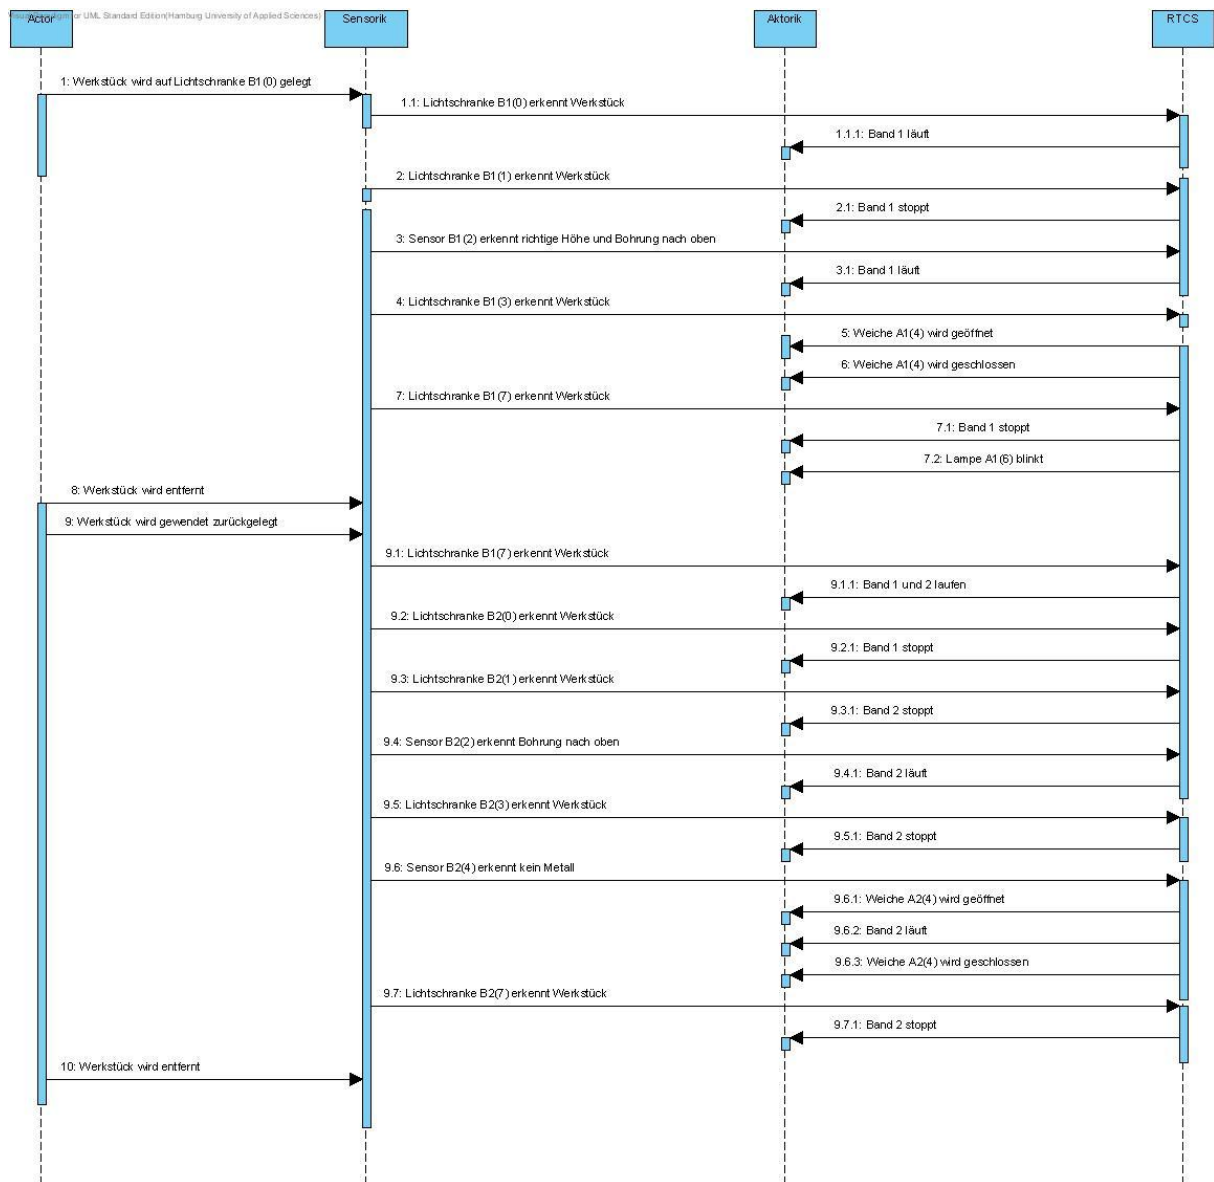 Visual Paradigm for UML Standard Edition(Hamburg University of Applied Sciences)
Actor
Sensorik
Aktorik
RTCS
1: Werkstück wird auf Lichtschranke B1(0) gelegt
1.1: Lichtschranke B1(0) erkennt Werkstück
1.1.1: Band 1 läuft
2: Lichtschranke B1(1) erkennt Werkstück
2.1: Band 1 stoppt
3: Sensor B1(2) erkennt richtige Höhe und Bohrung nach oben
3.1: Band 1 läuft
4: Lichtschranke B1(3) erkennt Werkstück
5: Weiche A1(4) wird geöffnet
6: Weiche A1(4) wird geschlossen
7: Lichtschranke B1(7) erkennt Werkstück
7.1: Band 1 stoppt
7.2: Lampe A1(6) blinkt
8: Werkstück wird entfernt
9: Werkstück wird gewendet zurückgelegt
9.1: Lichtschranke B1(7) erkennt Werkstück
9.1.1: Band 1 und 2 laufen
9.2: Lichtschranke B2(0) erkennt Werkstück
9.2.1: Band 1 stoppt
9.3: Lichtschranke B2(1) erkennt Werkstück
9.3.1: Band 2 stoppt
9.4: Sensor B2(2) erkennt Bohrung nach oben
9.4.1: Band 2 läuft
9.5: Lichtschranke B2(3) erkennt Werkstück
9.5.1: Band 2 stoppt
9.6: Sensor B2(4) erkennt kein Metall
9.6.1: Weiche A2(4) wird geöffnet
9.6.2: Band 2 läuft
9.6.3: Weiche A2(4) wird geschlossen
9.7: Lichtschranke B2(7) erkennt Werkstück
9.7.1: Band 2 stoppt
10: Werkstück wird entfernt